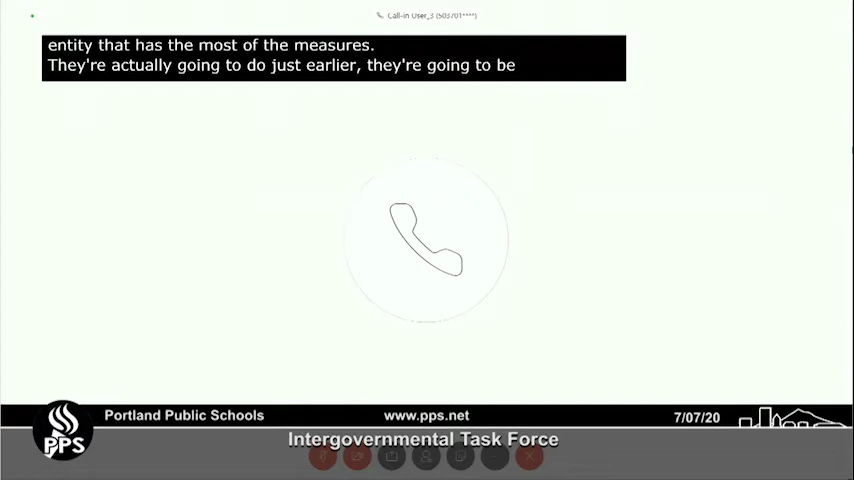 Call-in User_3 (503701****)
entity that has the most of the measures.
They're actually going to do just earlier, they're going to be
Portland Public Schools
www.pps.net
7/07/20
PPS
Intergovernmental Task Force